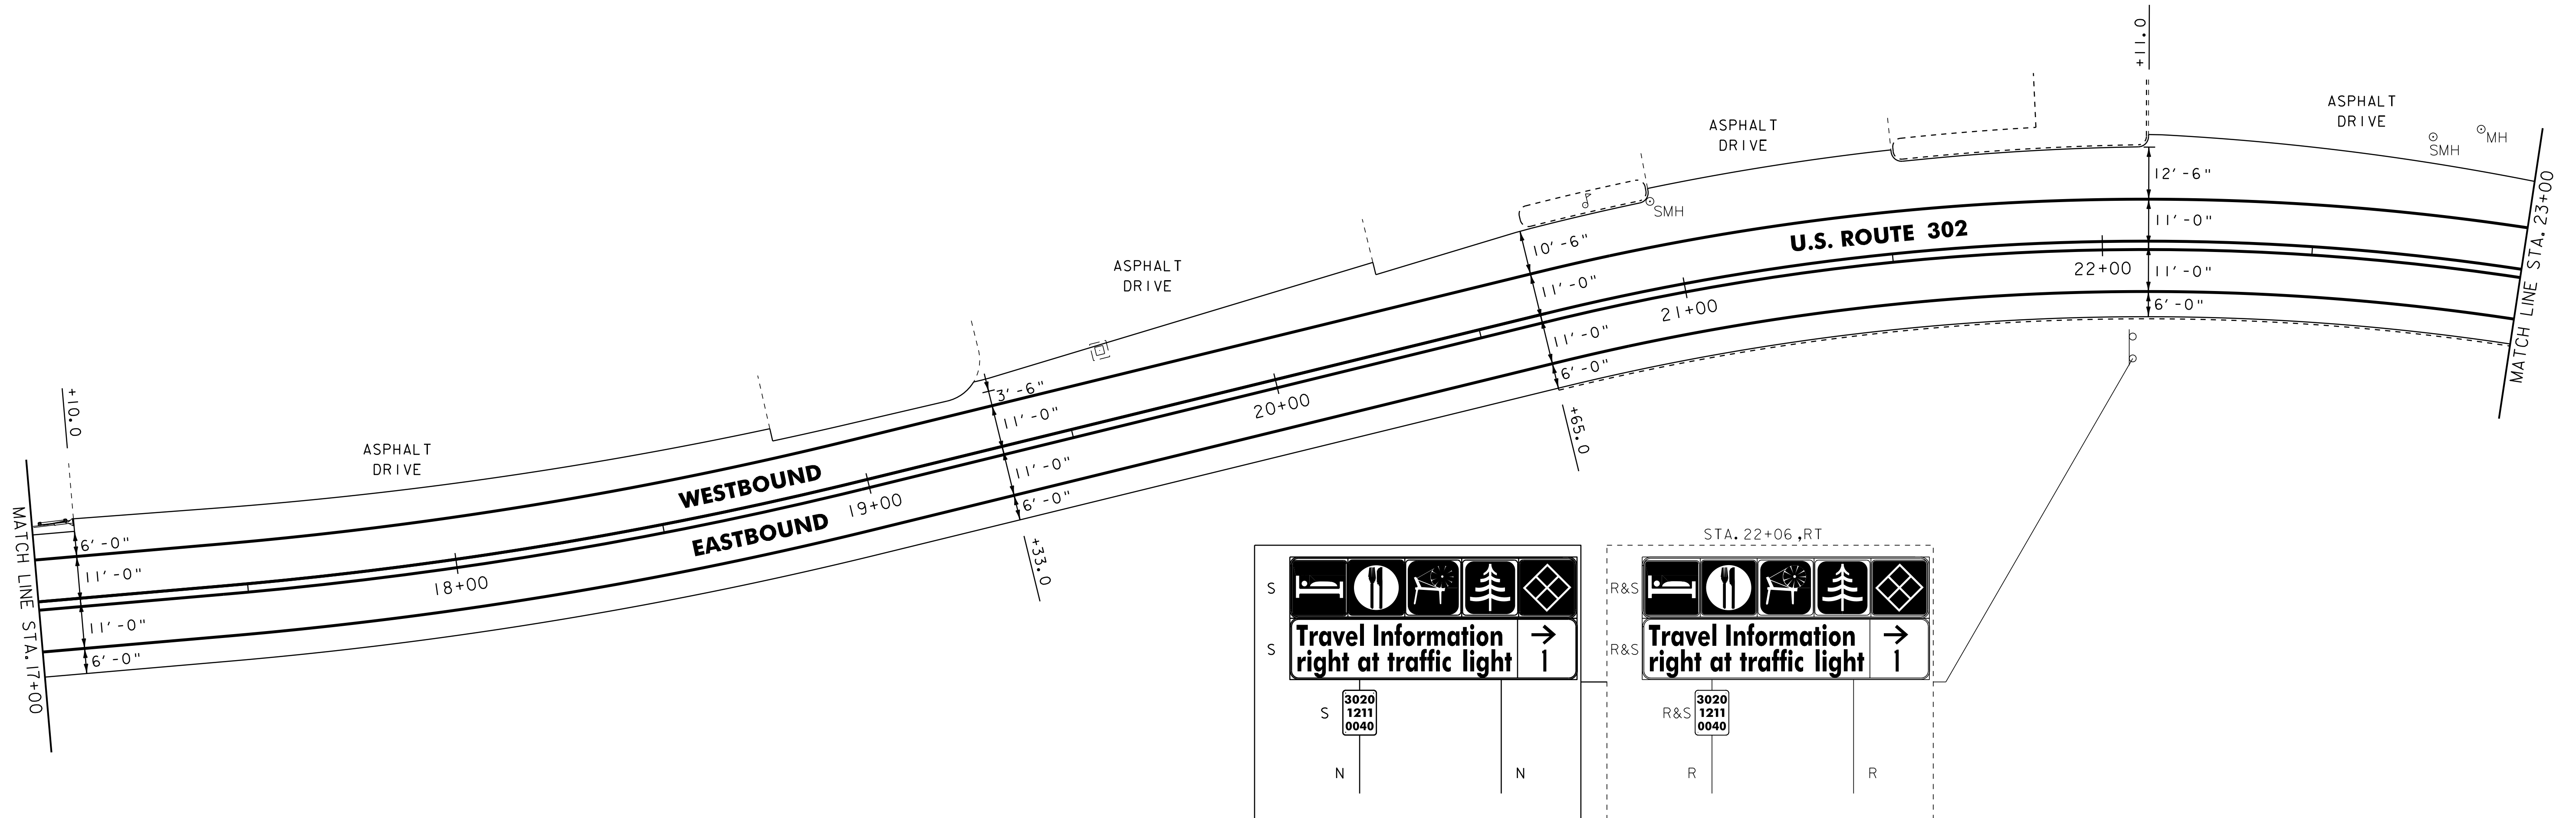 +11.0
ASPHALT
DRIVE
SMH
MH
ASPHALT
DRIVE
12'-6"
11'-0"
11'-0"
6'-0"
22+00
MATCH LINE STA. 23+00
U.S. ROUTE 302
SMH
10'-6"
11'-0"
11'-0"
6'-0"
21+00
+65.0
ASPHALT
DRIVE
3'-6"
11'-0"
11'-0"
6'-0"
20+00
+33.0
+10.0
ASPHALT
DRIVE
WESTBOUND
EASTBOUND
19+00
18+00
6'-0"
11'-0"
11'-0"
6'-0"
MATCH LINE STA. 17+00
S
S
Travel Information
right at traffic light
→
1
S
3020
1211
0040
N
N
STA. 22+06,RT
R&S
R&S
Travel Information
right at traffic light
→
1
R&S
3020
1211
0040
R
R